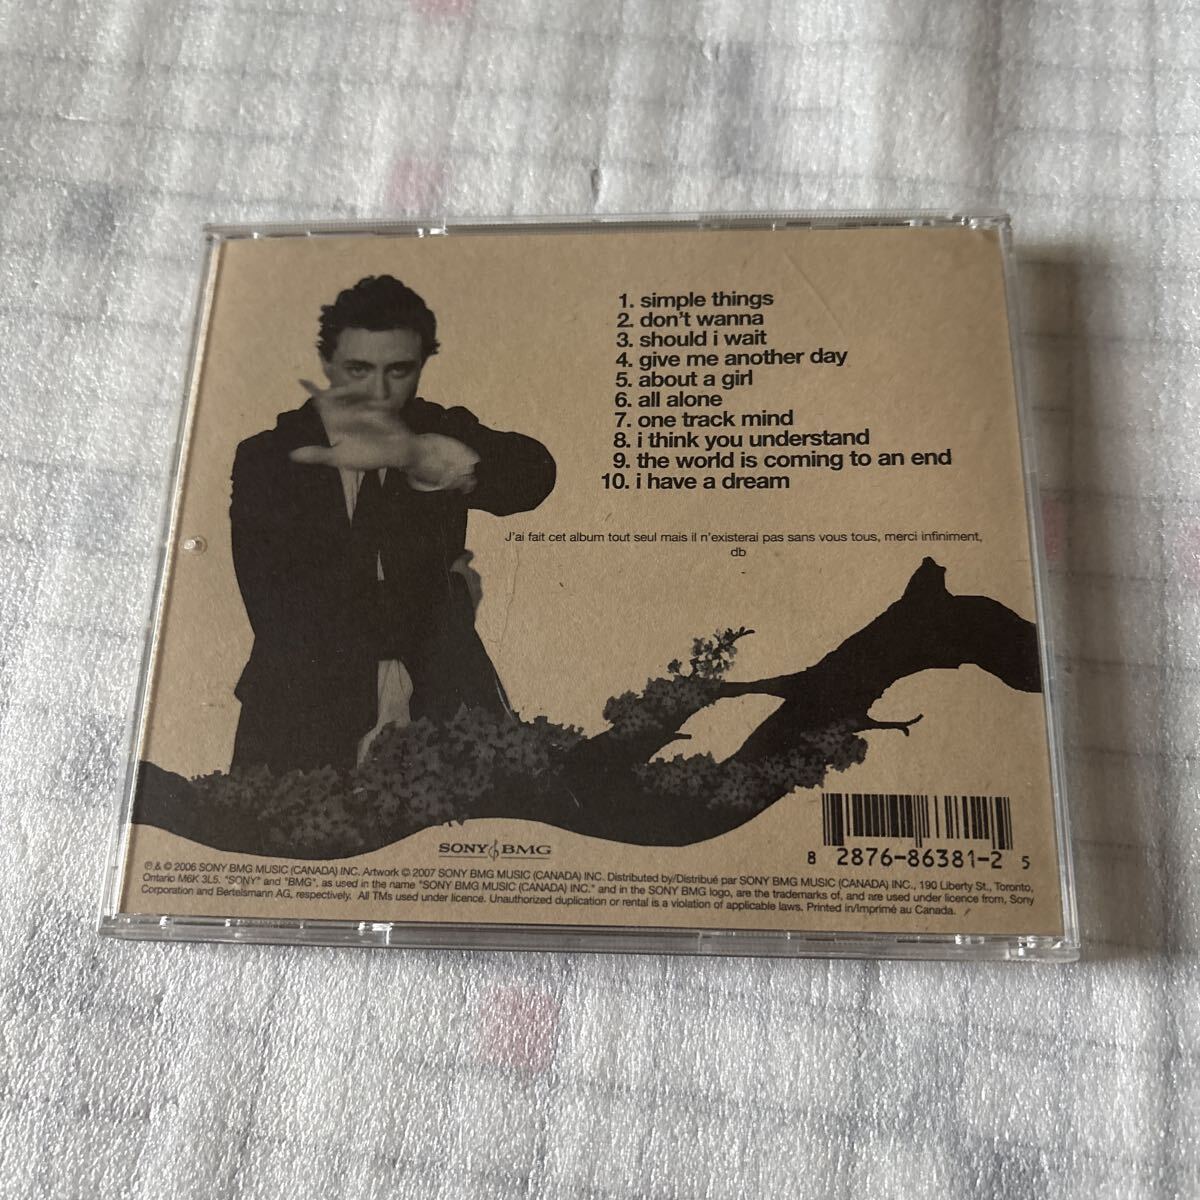 1. simple things
2. don't wanna
3. should i wait
4. give me another day
5. about a girl
6. all alone
7. one track mind
8. i think you understand
9. the world is coming to an end
10. i have a dream
J'ai fait cet album tout seul mais il n'existerai pas sans vous tous, merci infiniment,
db
SONY BMG
8 2876-86381-2 5
℗ & © 2006 SONY BMG MUSIC (CANADA) INC. Artwork © 2007 SONY BMG MUSIC (CANADA) INC. Distributed by/Distribué par SONY BMG MUSIC (CANADA) INC., 190 Liberty St., Toronto,
Ontario M6K 3L5. "SONY" and "BMG", as used in the name "SONY BMG MUSIC (CANADA) INC." and in the SONY BMG logo, are the trademarks of, and are used under licence from, Sony
Corporation and Bertelsmann AG, respectively. All TMs used under licence. Unauthorized duplication or rental is a violation of applicable laws. Printed in/Imprimé au Canada.